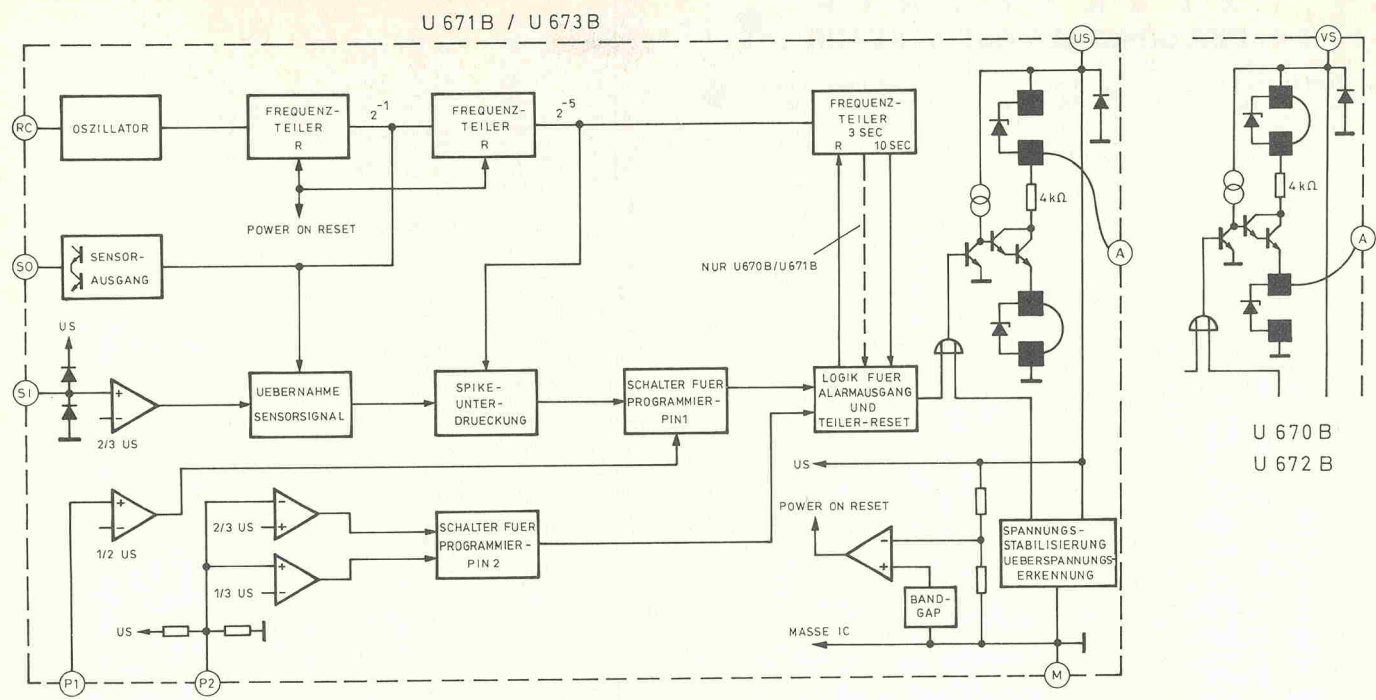 U 671 B / U 673 B
US
VS
RC
OSZILLATOR
FREQUENZ-
TEILER
R
2 -1
FREQUENZ-
TEILER
2 -5
FREQUENZ-
TEILER
3 SEC
R 10 SEC
4 kΩ
4 kΩ
POWER ON RESET
SO
SENSOR-
AUSGANG
NUR U670B/U671B
A
A
US
SI
+
–
2/3 US
UEBERNAHME
SENSORSIGNAL
SPIKE-
UNTER-
DRUECKUNG
SCHALTER FUER
PROGRAMMIER-
PIN1
LOGIK FUER
ALARMAUSGANG
UND
TEILER-RESET
U 670 B
U 672 B
+
–
1/2 US
–
+
2/3 US
+
–
1/3 US
SCHALTER FUER
PROGRAMMIER-
PIN 2
US
POWER ON RESET
–
+
BAND-
GAP
SPANNUNGS-
STABILISIERUNG
UEBERSPANNUNGS-
ERKENNUNG
US
MASSE IC
P1
P2
M